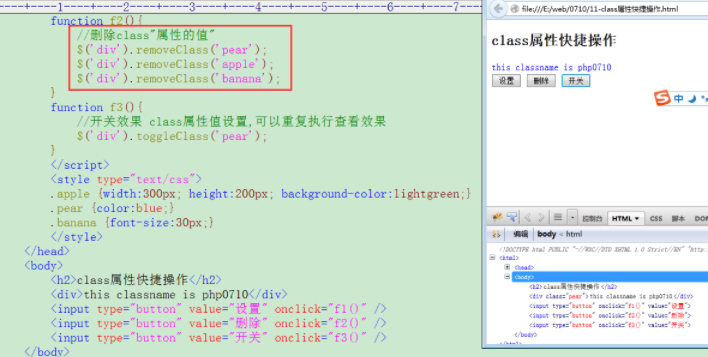 -+----1----+----2----+----3----+----4----+----5----+----6----+----7---
function f2(){
//删除class"属性的值"
$('div').removeClass('pear');
$('div').removeClass('apple');
$('div').removeClass('banana');
}
function f3(){
//开关效果 class属性值设置,可以重复执行查看效果
$('div').toggleClass('pear');
}
</script>
<style type="text/css">
.apple {width:300px; height:200px; background-color:lightgreen;}
.pear {color:blue;}
.banana {font-size:30px;}
</style>
</head>
<body>
<h2>class属性快捷操作</h2>
<div>this classname is php0710</div>
<input type="button" value="设置" onclick="f1()" />
<input type="button" value="删除" onclick="f2()" />
<input type="button" value="开关" onclick="f3()" />
</body>
file:///E:/web/0710/11-class属性快捷操作.html
class属性快捷操作
this classname is php0710
设置 删除 开关
S 中
控制台 HTML CSS 脚本 DOM
编辑 body < html
<!DOCTYPE html PUBLIC "-//W3C//DTD XHTML 1.0 Strict//EN" "http:
<html>
<head>
<body>
<h2>class属性快捷操作</h2>
<div class="pear">this classname is php0710</div>
<input type="button" onclick="f1()" value="设置">
<input type="button" onclick="f2()" value="删除">
<input type="button" onclick="f3()" value="开关">
</body>
</html>